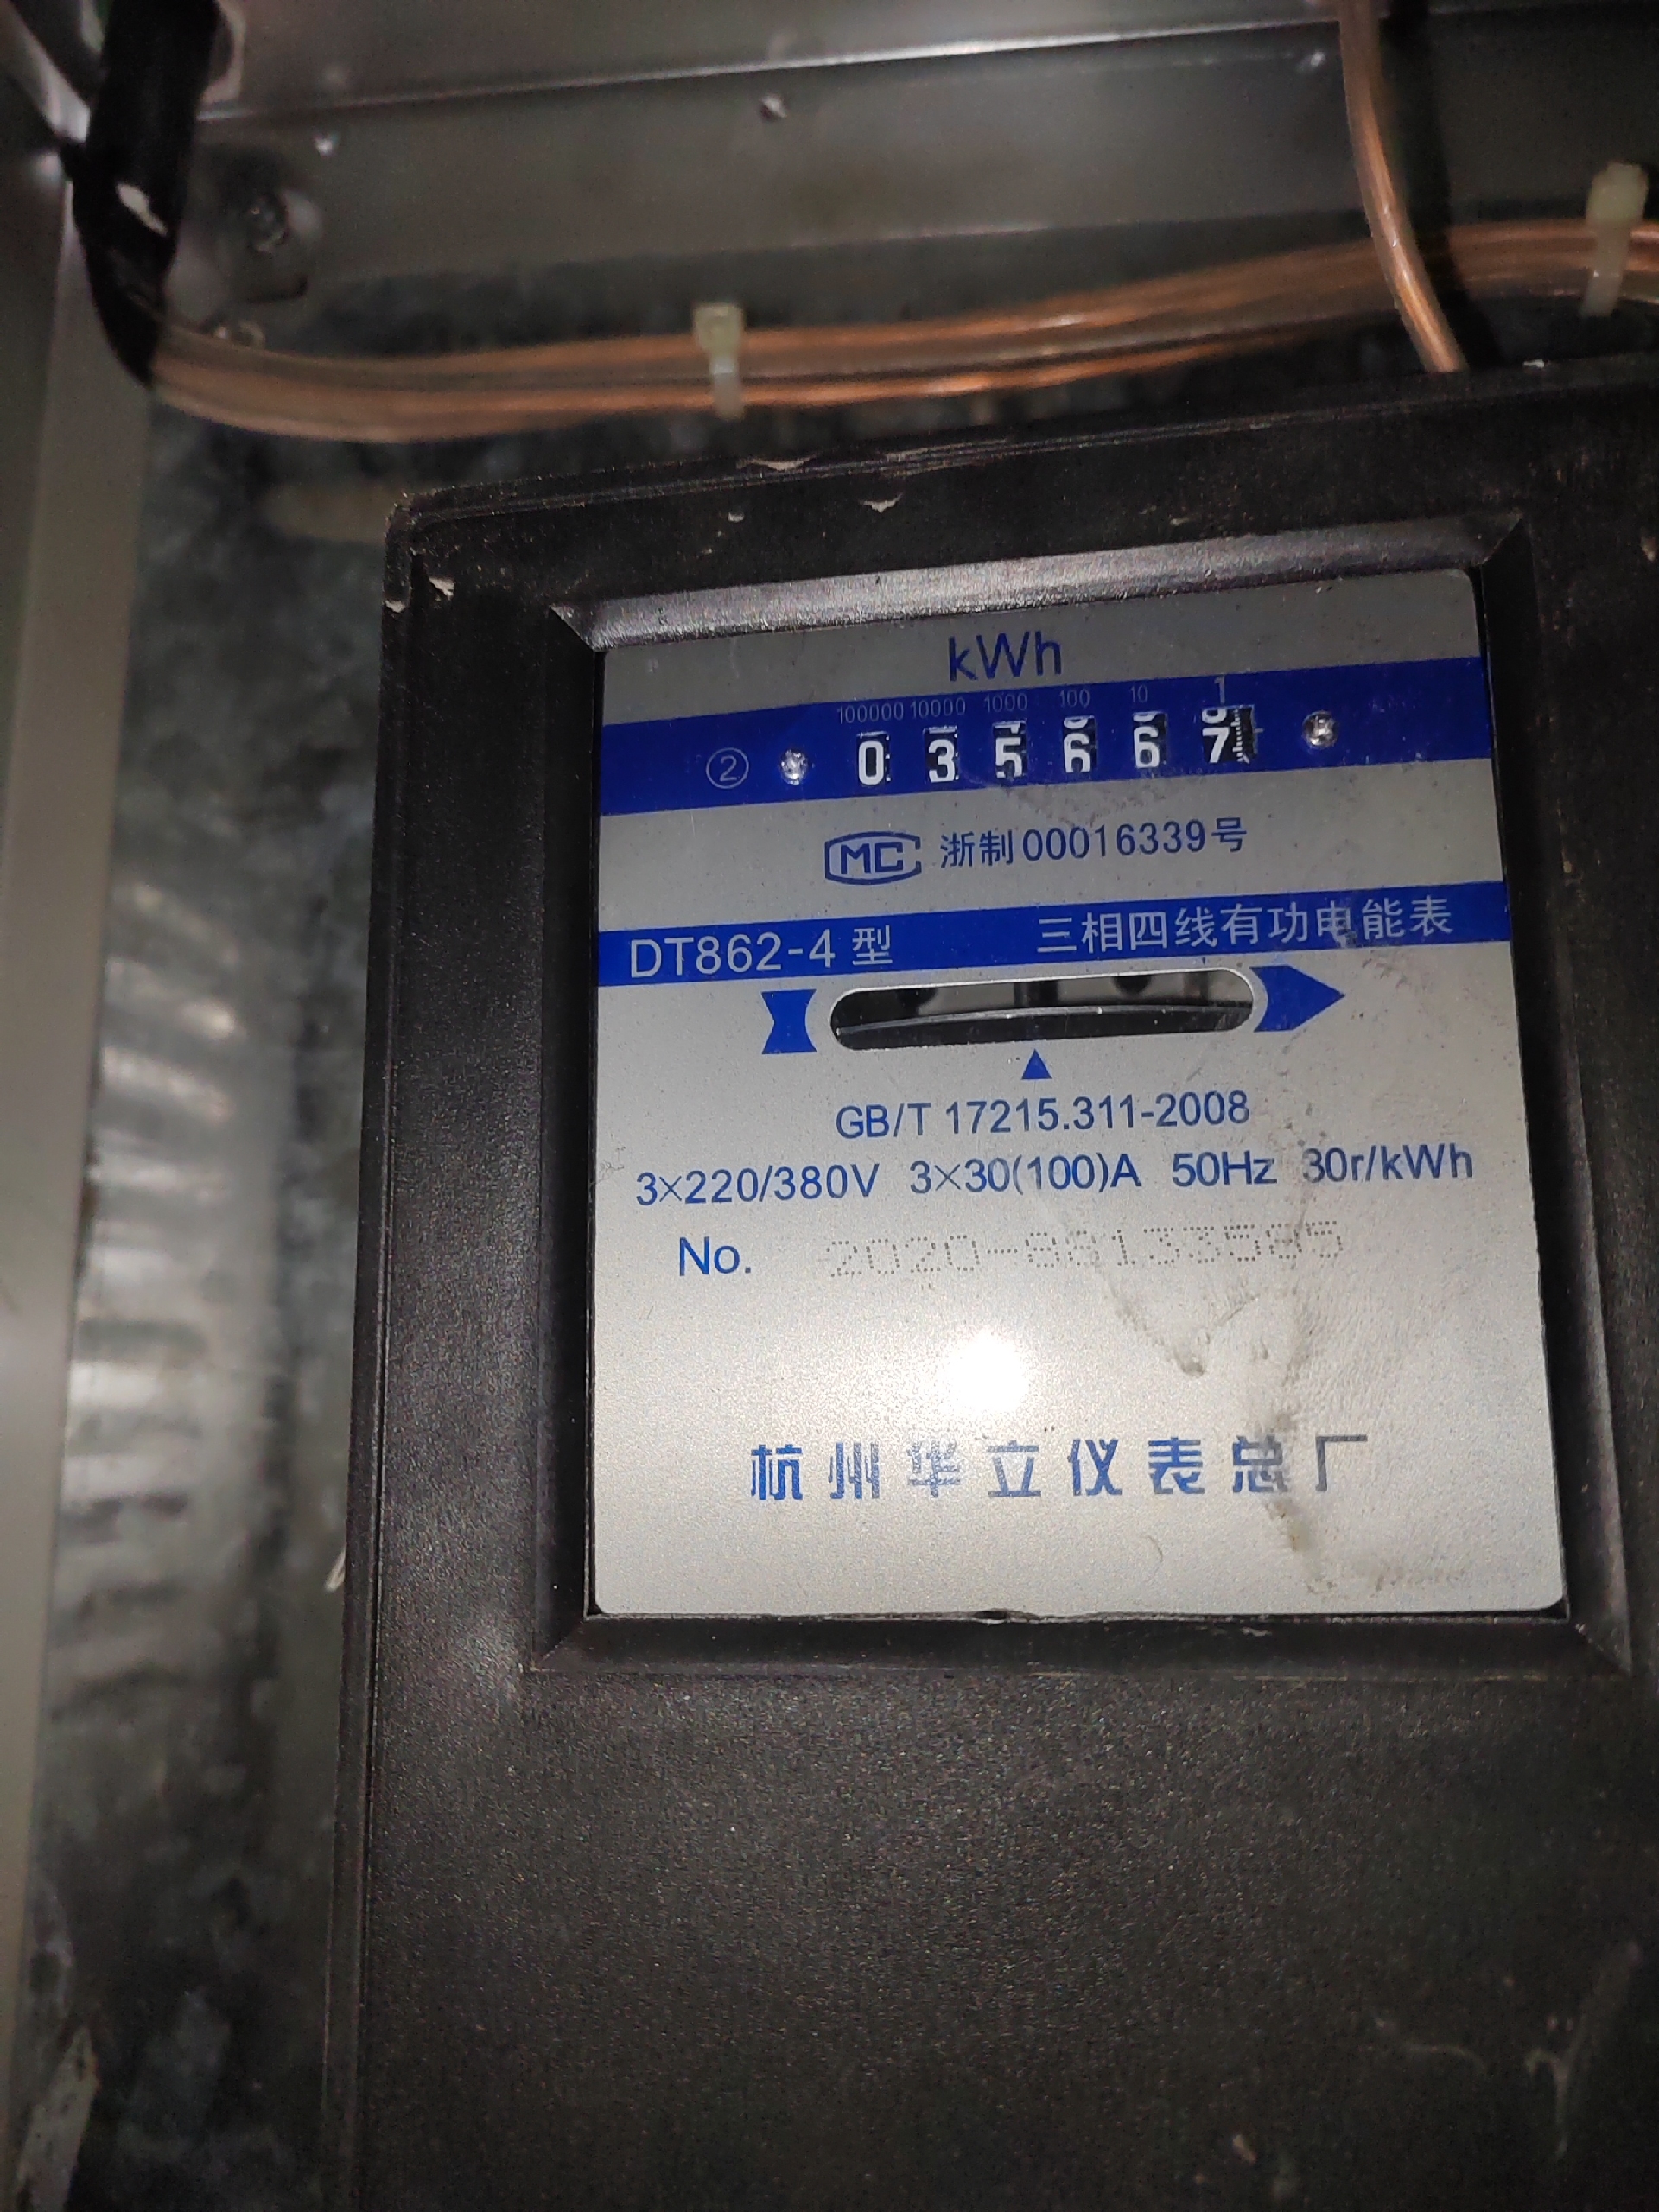 kWh
100000 10000 1000 100 10 1
② 0 3 5 6 6 7
MC 浙制00016339号
DT862-4型 三相四线有功电能表
GB/T 17215.311-2008
3×220/380V 3×30(100)A 50Hz 30r/kWh
No. 2020-86133585
杭州华立仪表总厂